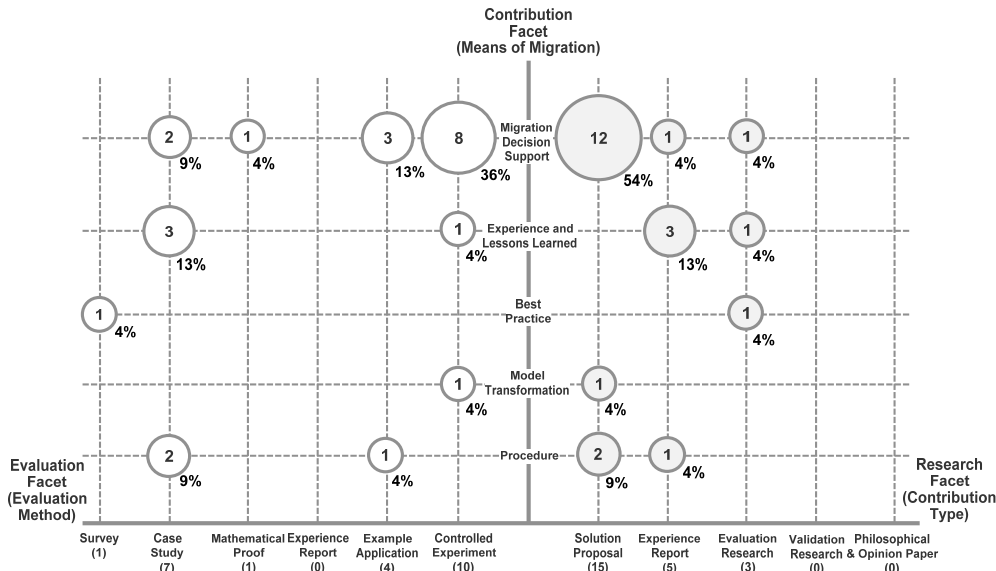 Contribution
Facet
(Means of Migration)
2
9%
1
4%
3
13%
8
36%
Migration
Decision
Support
12
54%
1
4%
1
4%
3
13%
1
4%
Experience and
Lessons Learned
3
13%
1
4%
1
4%
Best
Practice
1
4%
1
4%
Model
Transformation
1
4%
2
9%
1
4%
Procedure
2
9%
1
4%
Evaluation
Facet
(Evaluation
Method)
Research
Facet
(Contribution
Type)
Survey
(1)
Case
Study
(7)
Mathematical
Proof
(1)
Experience
Report
(0)
Example
Application
(4)
Controlled
Experiment
(10)
Solution
Proposal
(15)
Experience
Report
(5)
Evaluation
Research
(3)
Validation
Research
(0)
Philosophical
& Opinion Paper
(0)